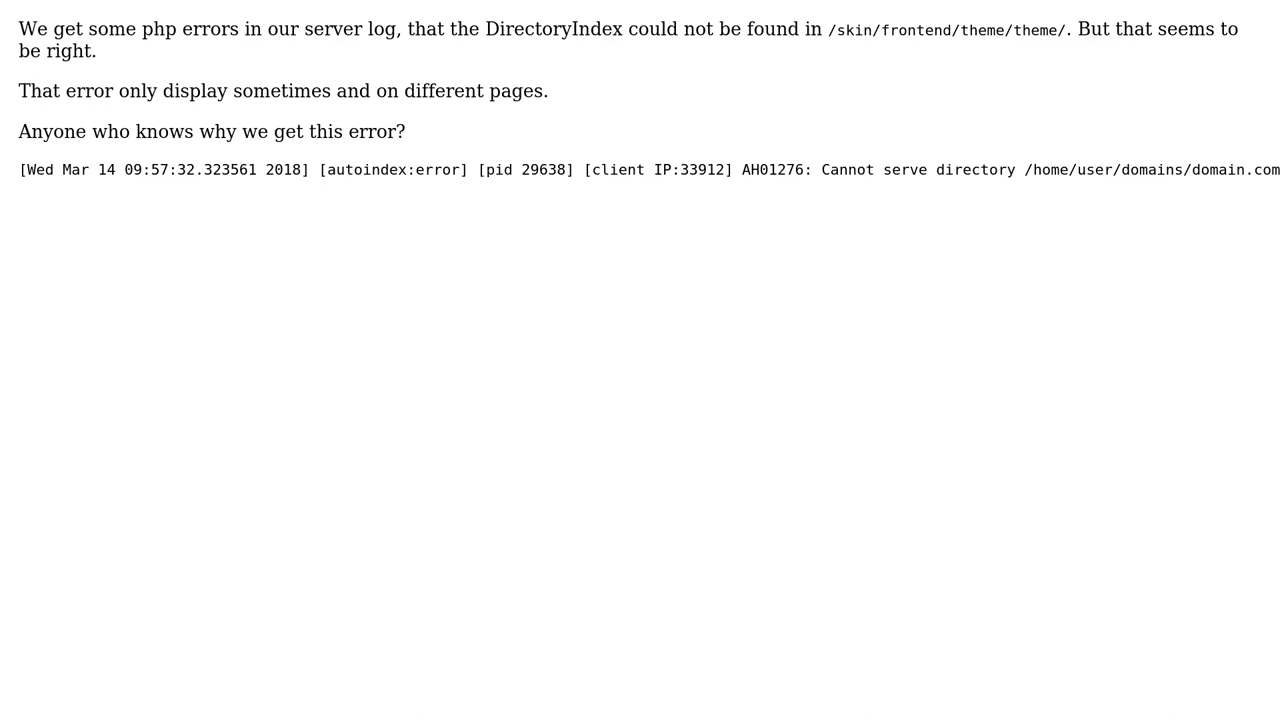 We get some php errors in our server log, that the DirectoryIndex could not be found in /skin/frontend/theme/theme/. But that seems to
be right.
That error only display sometimes and on different pages.
Anyone who knows why we get this error?
[Wed Mar 14 09:57:32.323561 2018] [autoindex:error] [pid 29638] [client IP:33912] AH01276: Cannot serve directory /home/user/domains/domain.com